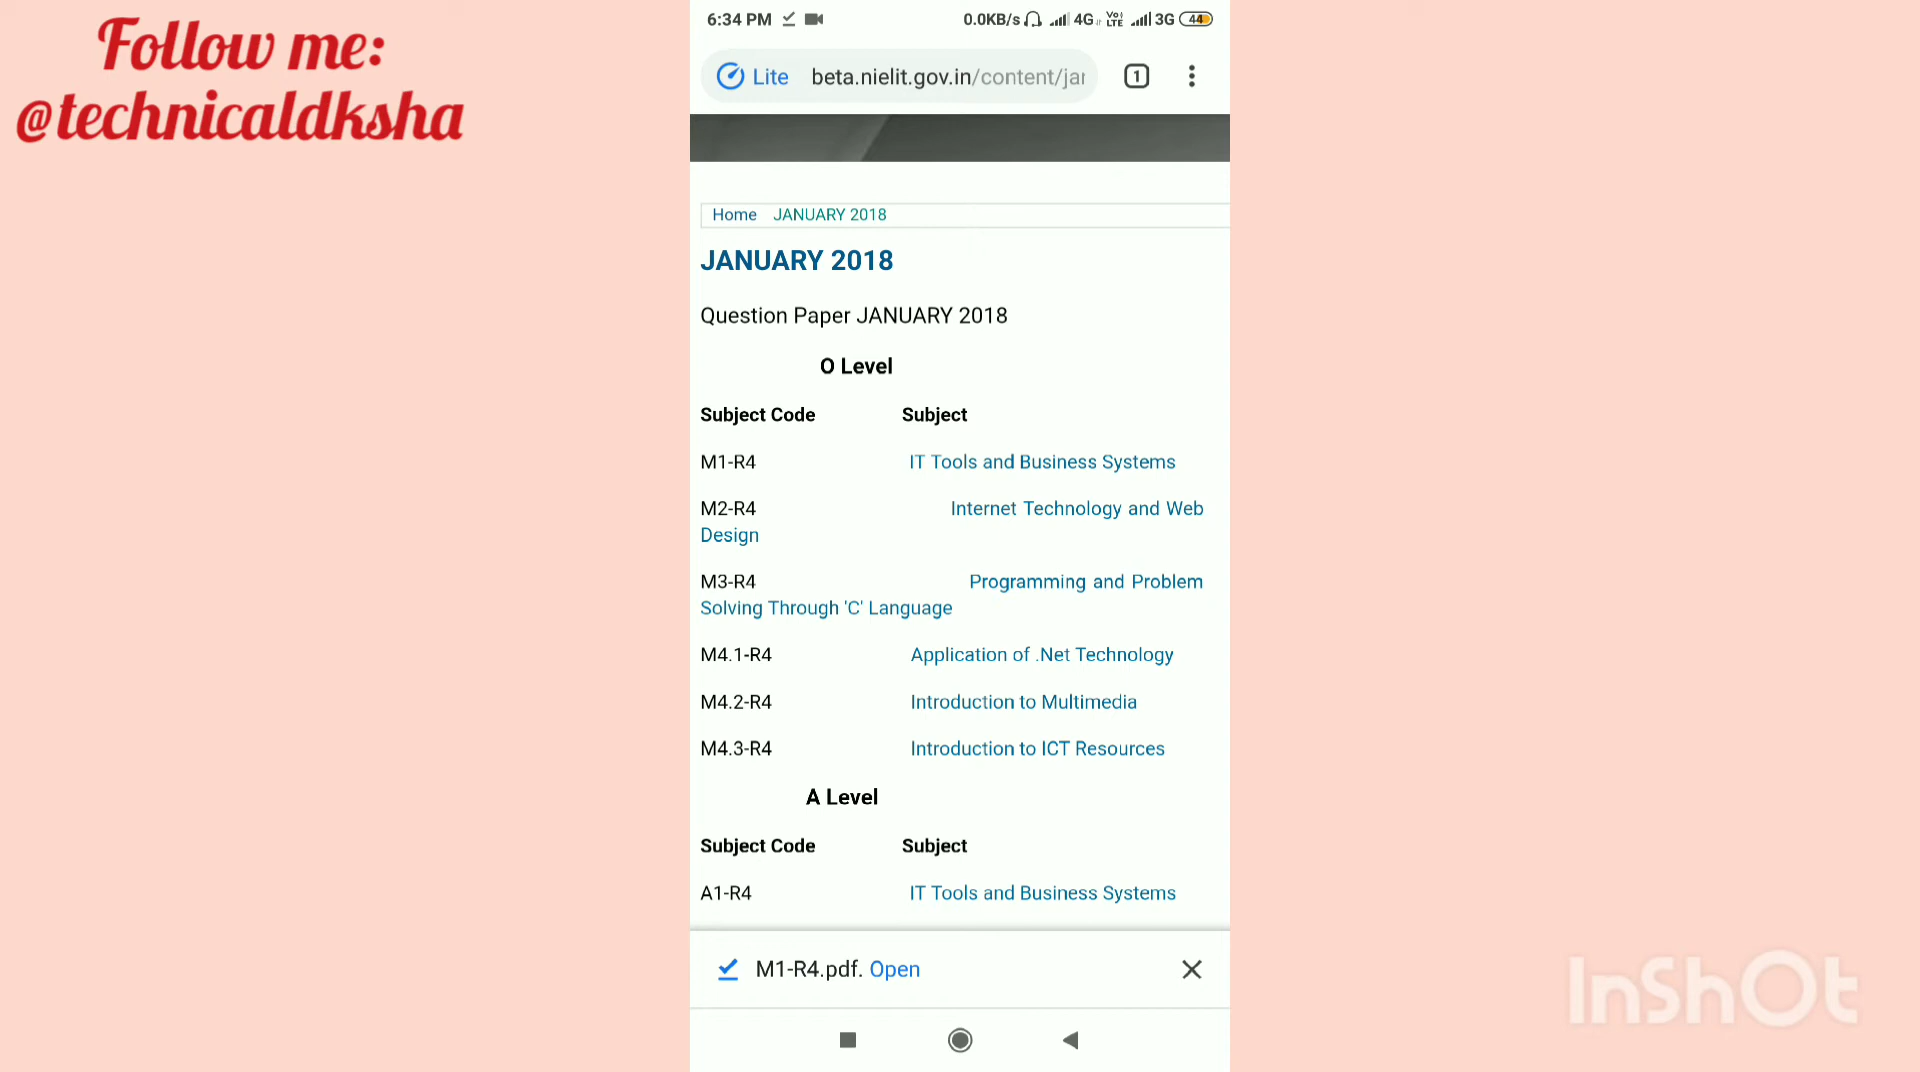 Follow me:
@technicaldksha
6:34 PM 0.0KB/s 4G Vo) LTE 3G 44
Lite beta.nielit.gov.in/content/jar 1
Home JANUARY 2018
JANUARY 2018
Question Paper JANUARY 2018
O Level
Subject Code Subject
M1-R4 IT Tools and Business Systems
M2-R4 Internet Technology and Web
Design
M3-R4 Programming and Problem
Solving Through 'C' Language
M4.1-R4 Application of .Net Technology
M4.2-R4 Introduction to Multimedia
M4.3-R4 Introduction to ICT Resources
A Level
Subject Code Subject
A1-R4 IT Tools and Business Systems
M1-R4.pdf. Open
InShOt